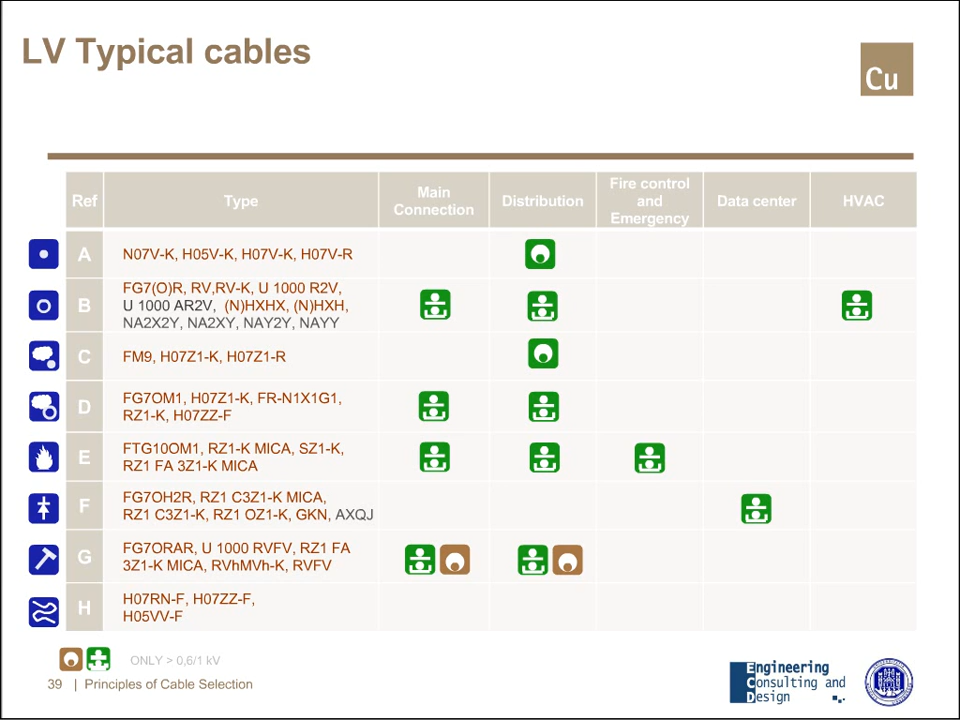 LV Typical cables
Cu
Ref
Type
Main
Connection
Distribution
Fire control
and
Emergency
Data center
HVAC
A
N07V-K, H05V-K, H07V-K, H07V-R
B
FG7(O)R, RV,RV-K, U 1000 R2V,
U 1000 AR2V, (N)HXHX, (N)HXH,
NA2X2Y, NA2XY, NAY2Y, NAYY
C
FM9, H07Z1-K, H07Z1-R
D
FG7OM1, H07Z1-K, FR-N1X1G1,
RZ1-K, H07ZZ-F
E
FTG10OM1, RZ1-K MICA, SZ1-K,
RZ1 FA 3Z1-K MICA
F
FG7OH2R, RZ1 C3Z1-K MICA,
RZ1 C3Z1-K, RZ1 OZ1-K, GKN, AXQJ
G
FG7ORAR, U 1000 RVFV, RZ1 FA
3Z1-K MICA, RVhMVh-K, RVFV
H
H07RN-F, H07ZZ-F,
H05VV-F
ONLY > 0,6/1 kV
39 | Principles of Cable Selection
Engineering
Consulting and
Design